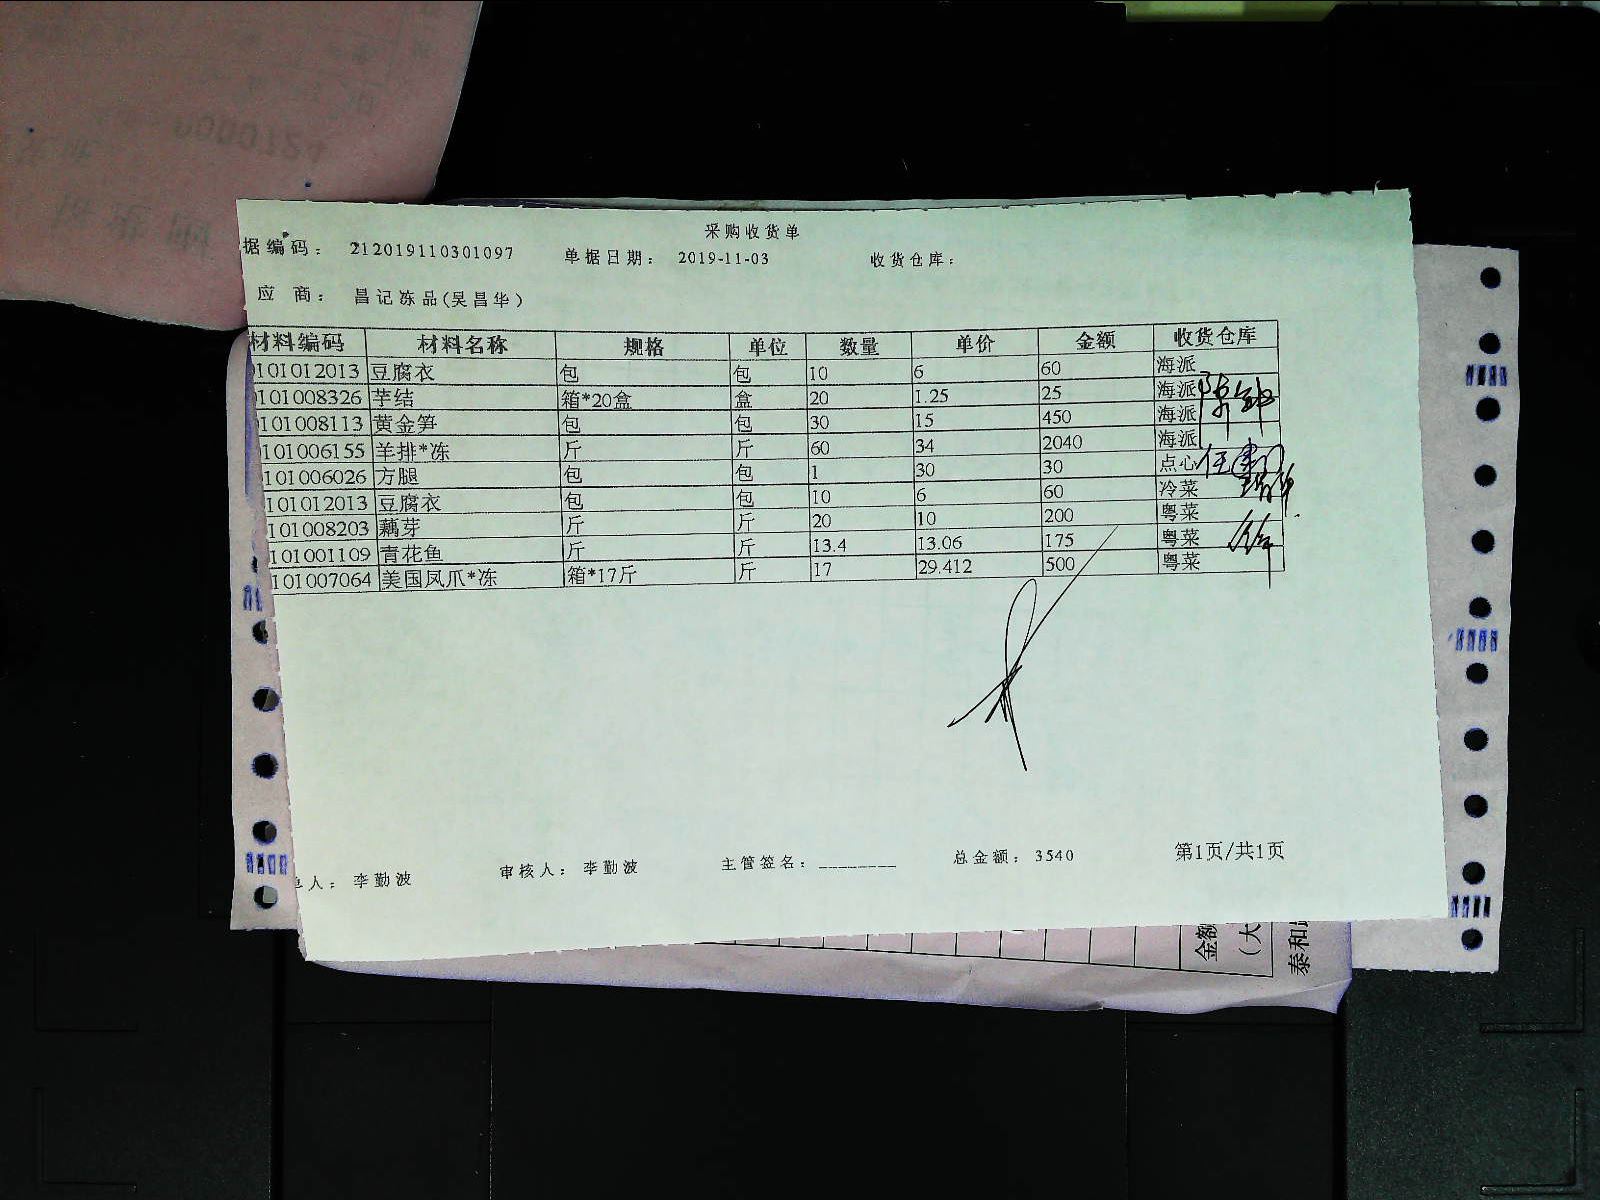 采购收货单
据编码： 212019110301097 单据日期： 2019-11-03 收货仓库：
应 商： 昌记冻品(吴昌华)
材料编码 材料名称 规格 单位 数量 单价 金额 收货仓库
101012013 豆腐衣 包 包 10 6 60 海派
101008326 芋结 箱*20盒 盒 20 1.25 25 海派
101008113 黄金笋 包 包 30 15 450 海派
101006155 羊排*冻 斤 斤 60 34 2040 海派
101006026 方腿 包 包 1 30 30 点心
101012013 豆腐衣 包 包 10 6 60 冷菜
101008203 藕芽 斤 斤 20 10 200 粤菜
101001109 青花鱼 斤 斤 13.4 13.06 175 粤菜
101007064 美国凤爪*冻 箱*17斤 斤 17 29.412 500 粤菜
人： 李勤波 审核人： 李勤波 主管签名：________ 总金额： 3540 第1页/共1页
金额
（大
泰和